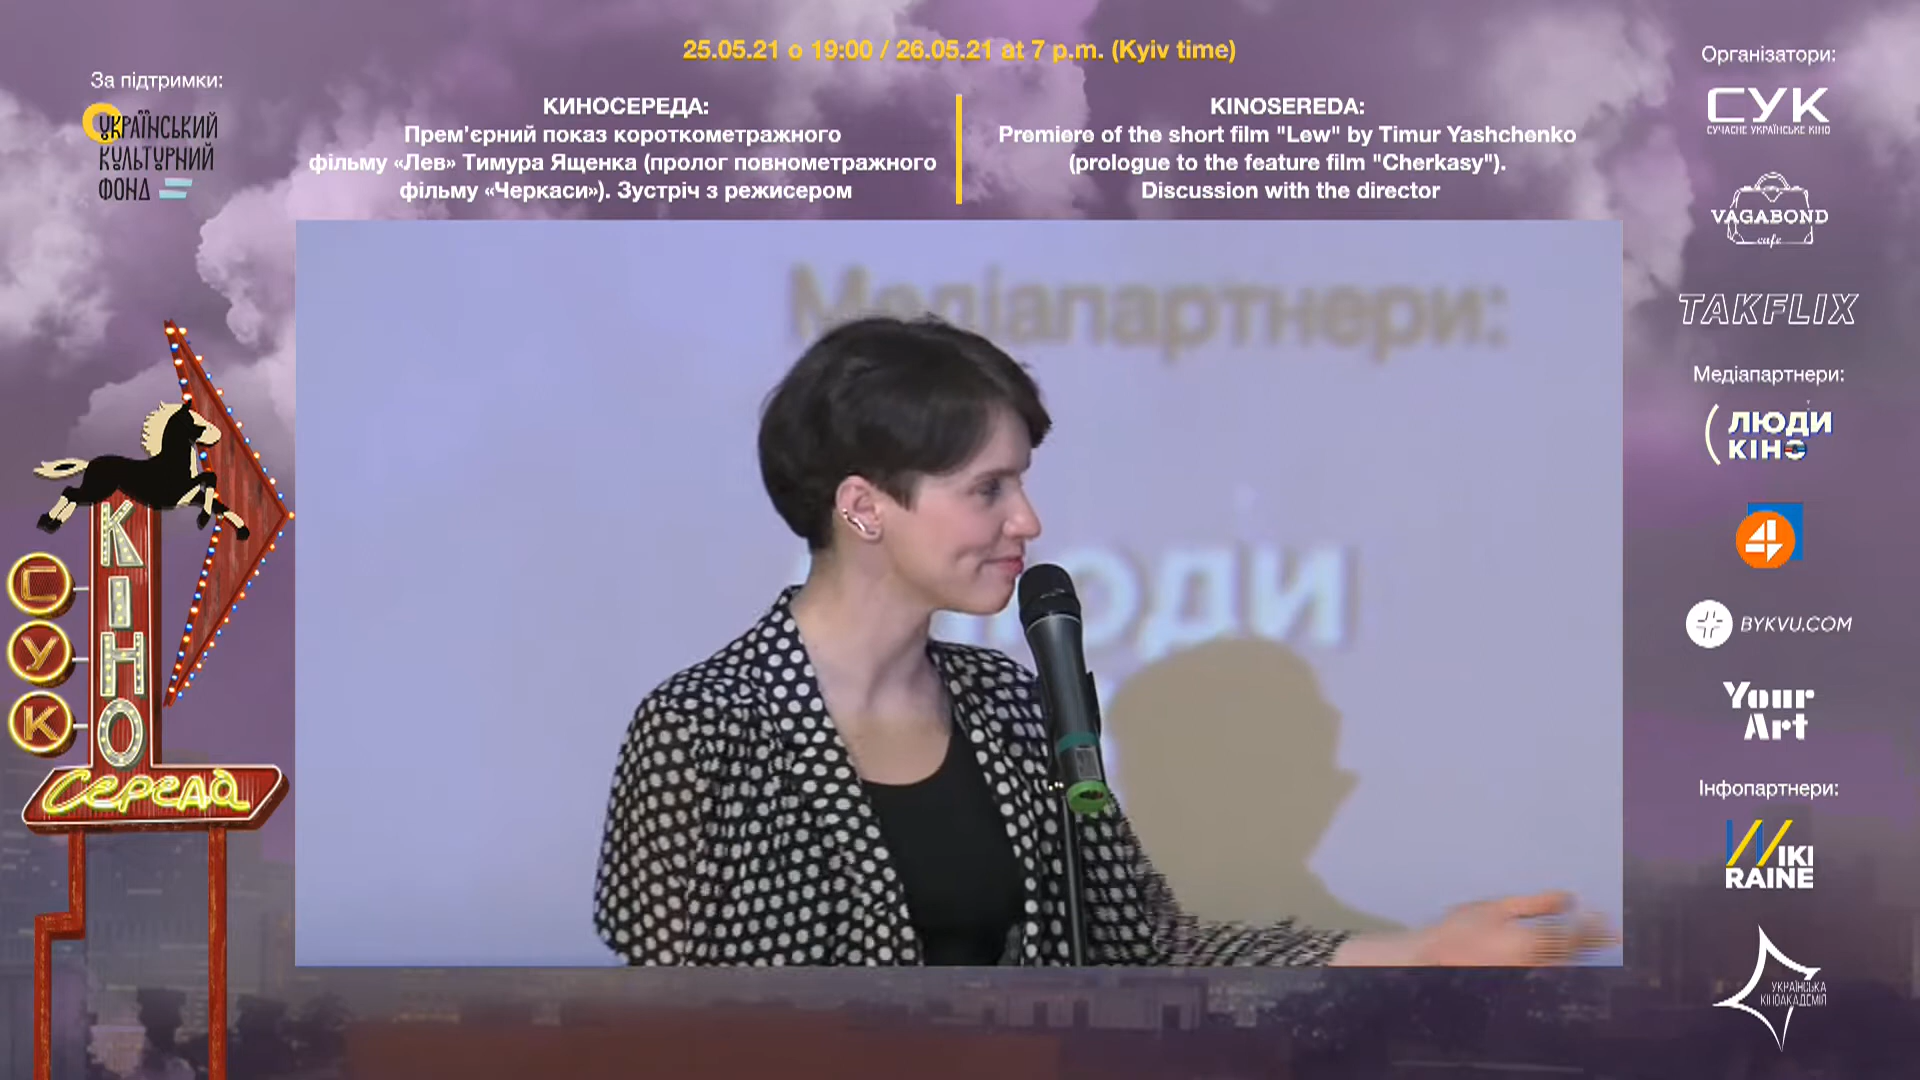 25.05.21 о 19:00 / 26.05.21 at 7 p.m. (Kyiv time)
За підтримки:
УКРАЇНСЬКИЙ
КУЛЬТУРНИЙ
ФОНД
КИНОСЕРЕДА:
Прем'єрний показ короткометражного
фільму «Лев» Тимура Ященка (пролог повнометражного
фільму «Черкаси»). Зустріч з режисером
KINOSEREDA:
Premiere of the short film "Lew" by Timur Yashchenko
(prologue to the feature film "Cherkasy").
Discussion with the director
Організатори:
СУК
СУЧАСНЕ УКРАЇНСЬКЕ КІНО
VAGABOND
cafe
TAKFLIX
Медіапартнери:
ЛЮДИ
КІНО
4
BYKVU.COM
Your
Art
Інфопартнери:
WIKI
RAINE
УКРАЇНСЬКА
КІНОАКАДЕМІЯ
Медіапартнери:
ЛЮДИ
СУК
КІНО
Середа